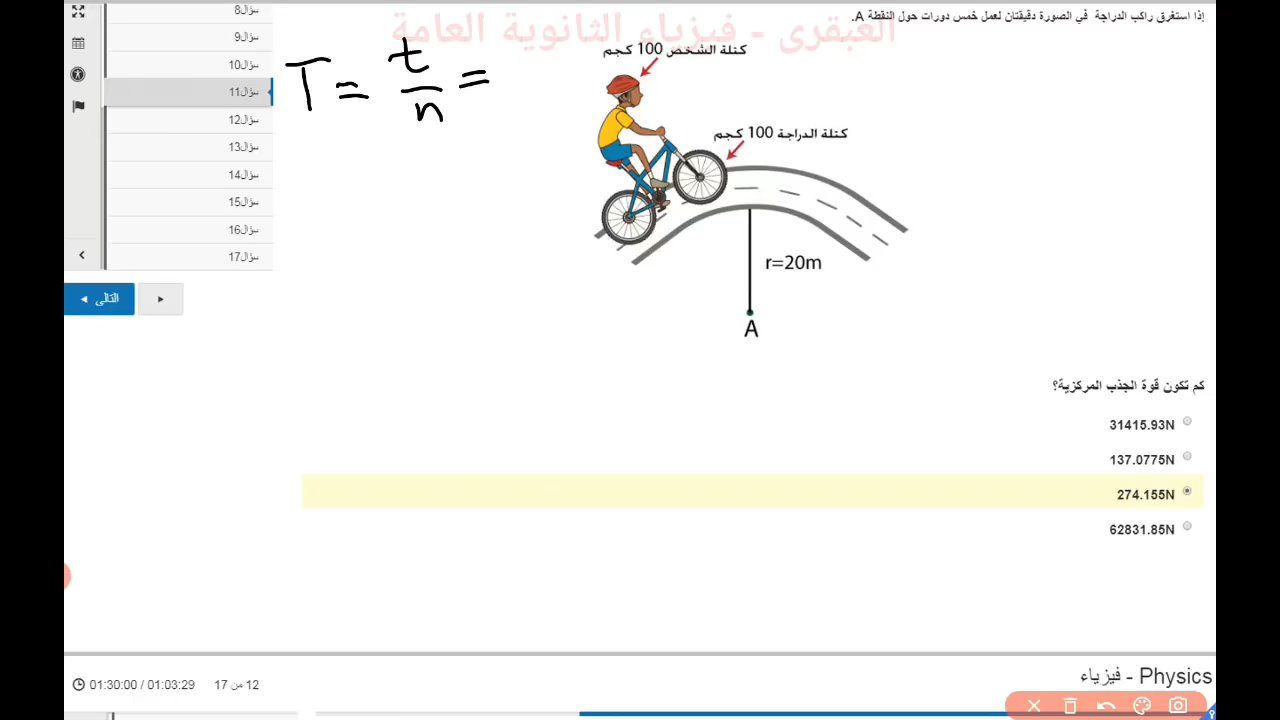 إذا استغرق راكب الدراجة في الصورة دقيقتان لعمل خمس دورات حول النقطة A.
العبقرى - فيزياء الثانوية العامة
T = t/n =
كتلة الشخص 100 كجم
كتلة الدراجة 100 كجم
r=20m
A
سؤال8
سؤال9
سؤال10
سؤال11
سؤال12
سؤال13
سؤال14
سؤال15
سؤال16
سؤال17
التالى
كم تكون قوة الجذب المركزية؟
31415.93N
137.0775N
274.155N
62831.85N
Physics - فيزياء
12 من 17
01:30:00 / 01:03:29